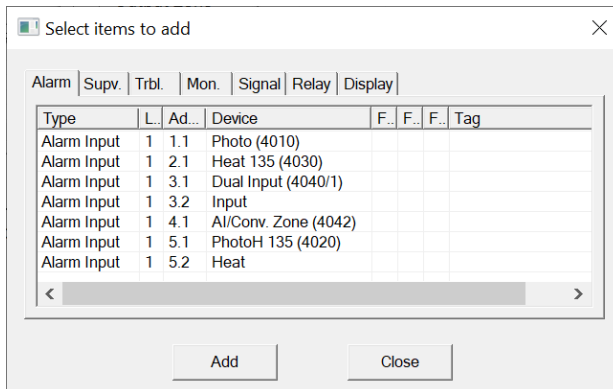 Select items to add
Alarm Supv. Trbl. Mon. Signal Relay Display
Type L.. Ad... Device F.. F.. F.. Tag
Alarm Input 1 1.1 Photo (4010)
Alarm Input 1 2.1 Heat 135 (4030)
Alarm Input 1 3.1 Dual Input (4040/1)
Alarm Input 1 3.2 Input
Alarm Input 1 4.1 AI/Conv. Zone (4042)
Alarm Input 1 5.1 PhotoH 135 (4020)
Alarm Input 1 5.2 Heat
Add Close